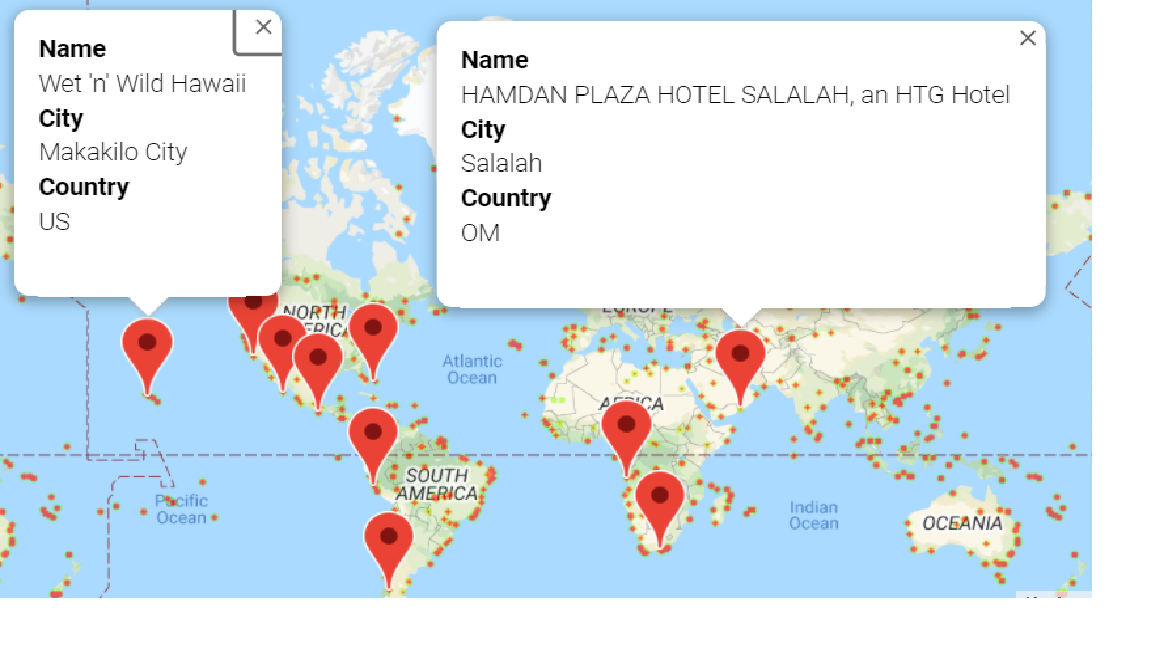 Name
Wet 'n' Wild Hawaii
City
Makakilo City
Country
US
Name
HAMDAN PLAZA HOTEL SALALAH, an HTG Hotel
City
Salalah
Country
OM
NORTH
EUROPE
Atlantic
Ocean
AFRICA
SOUTH
AMERICA
Pacific
Ocean
Indian
Ocean
OCEANIA